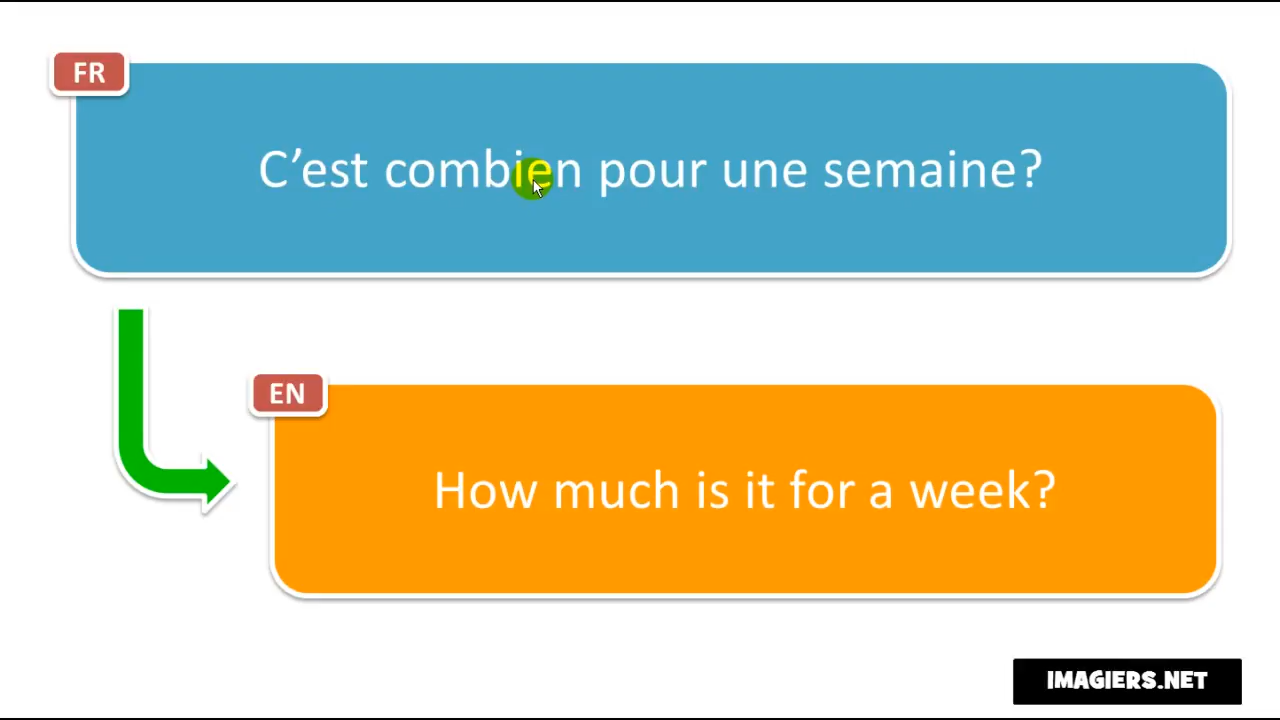 FR
C’est combien pour une semaine?
EN
How much is it for a week?
IMAGIERS.NET